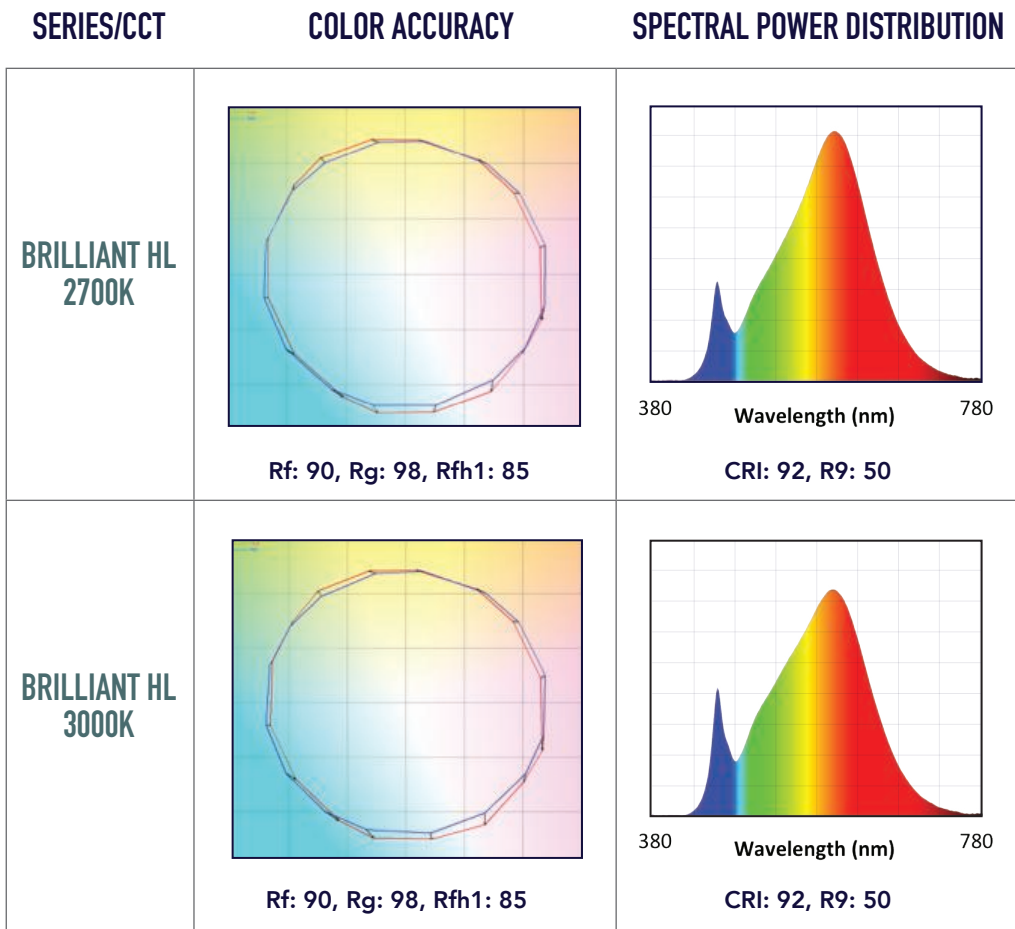 SERIES/CCT
COLOR ACCURACY
SPECTRAL POWER DISTRIBUTION
BRILLIANT HL
2700K
380
Wavelength (nm)
780
Rf: 90, Rg: 98, Rfh1: 85
CRI: 92, R9: 50
BRILLIANT HL
3000K
380
Wavelength (nm)
780
Rf: 90, Rg: 98, Rfh1: 85
CRI: 92, R9: 50